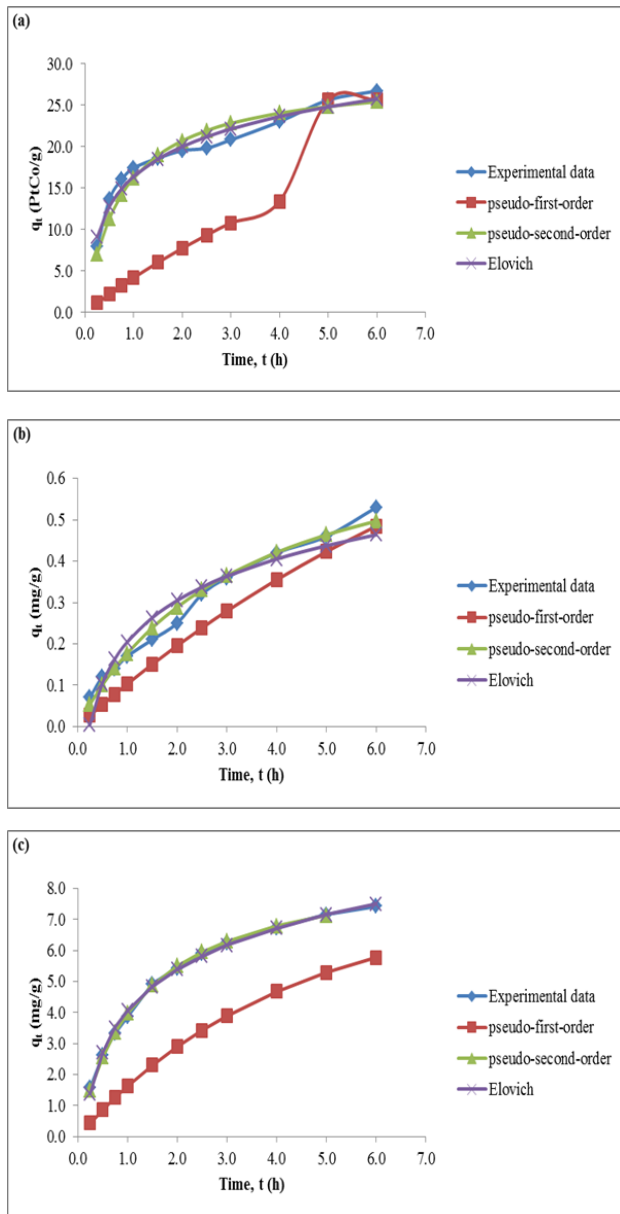 (a)
30.0
25.0
20.0
15.0
10.0
5.0
0.0
qt (PtCo/g)
0.0 1.0 2.0 3.0 4.0 5.0 6.0 7.0
Time, t (h)
Experimental data
pseudo-first-order
pseudo-second-order
Elovich
(b)
0.6
0.5
0.4
0.3
0.2
0.1
0.0
qt (mg/g)
0.0 1.0 2.0 3.0 4.0 5.0 6.0 7.0
Time, t (h)
Experimental data
pseudo-first-order
pseudo-second-order
Elovich
(c)
8.0
7.0
6.0
5.0
4.0
3.0
2.0
1.0
0.0
qt (mg/g)
0.0 1.0 2.0 3.0 4.0 5.0 6.0 7.0
Time, t (h)
Experimental data
pseudo-first-order
pseudo-second-order
Elovich